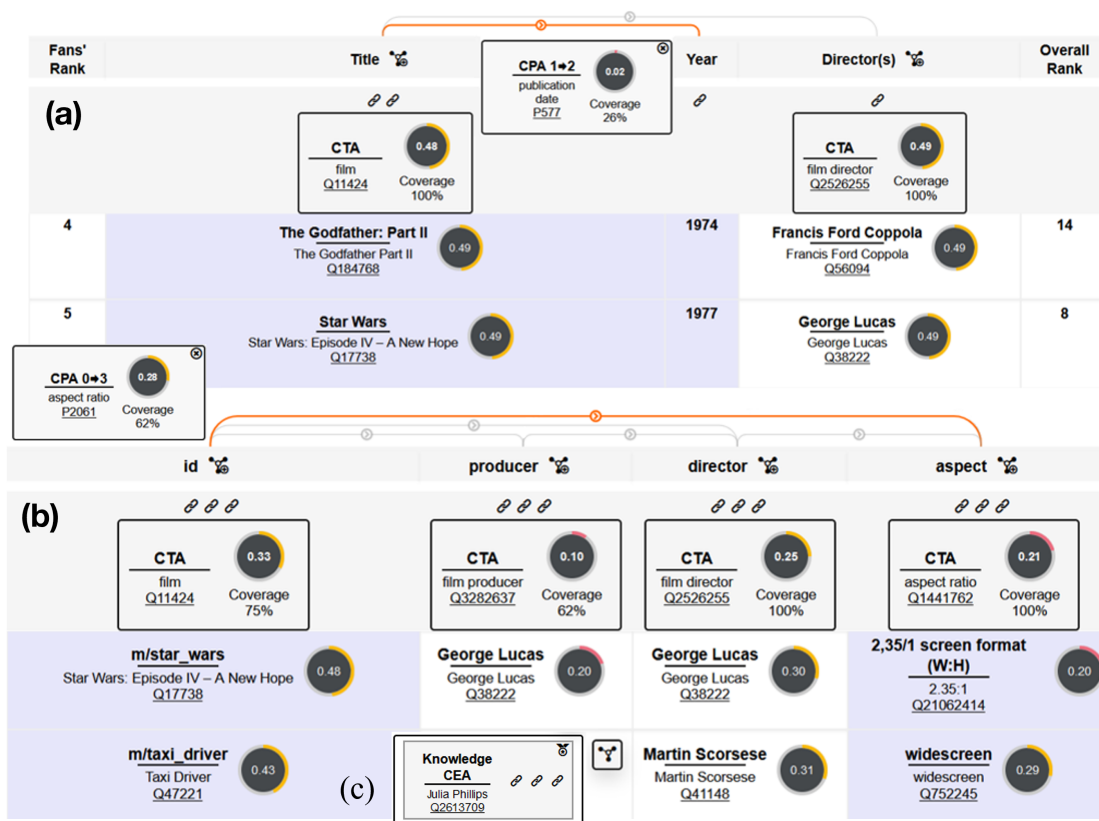 Fans' Rank
Title
Year
Director(s)
Overall Rank
(a)
CPA 1➔2
publication date
P577
0.02
Coverage
26%
CTA
film
Q11424
0.48
Coverage
100%
CTA
film director
Q2526255
0.49
Coverage
100%
4
The Godfather: Part II
The Godfather Part II
Q184768
0.49
1974
Francis Ford Coppola
Francis Ford Coppola
Q56094
0.49
14
5
Star Wars
Star Wars: Episode IV – A New Hope
Q17738
0.49
1977
George Lucas
George Lucas
Q38222
0.49
8
CPA 0➔3
aspect ratio
P2061
0.28
Coverage
62%
id
producer
director
aspect
(b)
CTA
film
Q11424
0.33
Coverage
75%
CTA
film producer
Q3282637
0.10
Coverage
62%
CTA
film director
Q2526255
0.25
Coverage
100%
CTA
aspect ratio
Q1441762
0.21
Coverage
100%
m/star_wars
Star Wars: Episode IV – A New Hope
Q17738
0.48
George Lucas
George Lucas
Q38222
0.20
George Lucas
George Lucas
Q38222
0.30
2,35/1 screen format
(W:H)
2.35:1
Q21062414
0.20
m/taxi_driver
Taxi Driver
Q47221
0.43
(c)
Knowledge
CEA
Julia Phillips
Q2613709
Martin Scorsese
Martin Scorsese
Q41148
0.31
widescreen
widescreen
Q752245
0.29